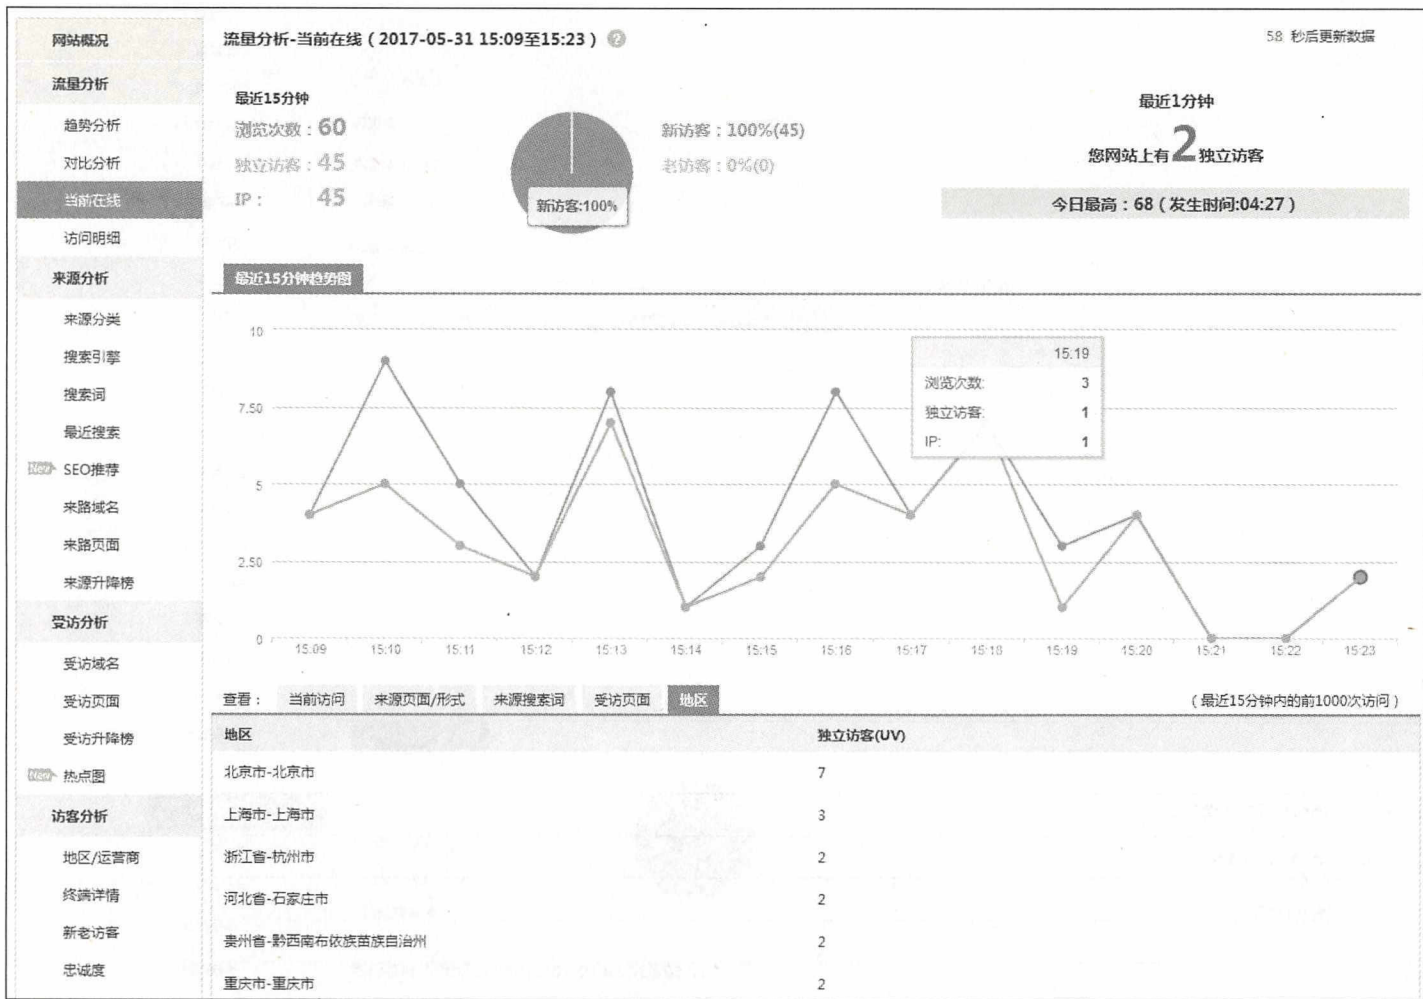 网站概况
流量分析
趋势分析
对比分析
当前在线
访问明细
来源分析
来源分类
搜索引擎
搜索词
最近搜索
New SEO推荐
来路域名
来路页面
来源升降榜
受访分析
受访域名
受访页面
受访升降榜
New 热点图
访客分析
地区/运营商
终端详情
新老访客
忠诚度
流量分析-当前在线（2017-05-31 15:09至15:23） ?
58 秒后更新数据
最近15分钟
浏览次数：60
独立访客：45
IP： 45
新访客:100%
新访客：100%(45)
老访客：0%(0)
最近1分钟
您网站上有2独立访客
今日最高：68（发生时间:04:27）
最近15分钟趋势图
10
7.50
5
2.50
0
15:19
浏览次数: 3
独立访客: 1
IP: 1
15:09 15:10 15:11 15:12 15:13 15:14 15:15 15:16 15:17 15:18 15:19 15:20 15:21 15:22 15:23
查看： 当前访问 来源页面/形式 来源搜索词 受访页面 地区 （最近15分钟内的前1000次访问）
地区 独立访客(UV)
北京市-北京市 7
上海市-上海市 3
浙江省-杭州市 2
河北省-石家庄市 2
贵州省-黔西南布依族苗族自治州 2
重庆市-重庆市 2